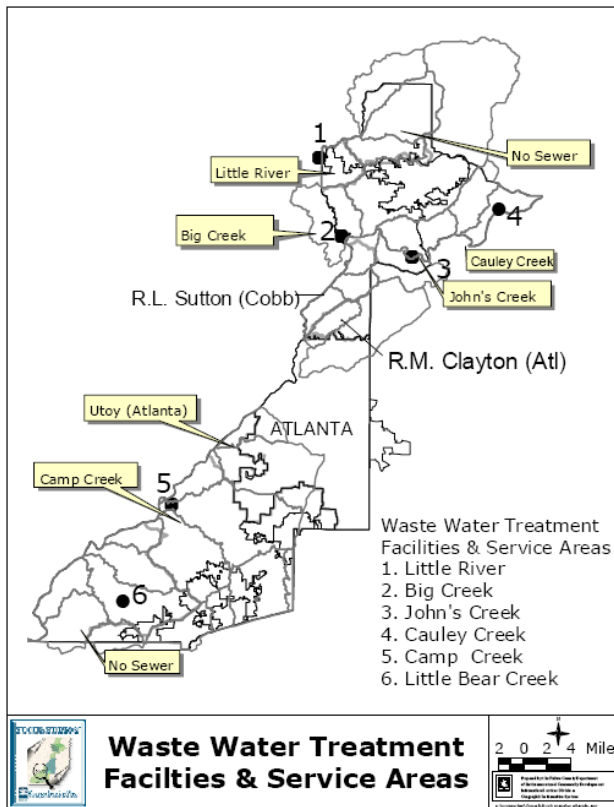 1
No Sewer
Little River
4
2
Big Creek
3
Cauley Creek
R.L. Sutton (Cobb)
John's Creek
R.M. Clayton (Atl)
Utoy (Atlanta)
ATLANTA
Camp Creek
5
Waste Water Treatment
Facilities & Service Areas
1. Little River
2. Big Creek
3. John's Creek
4. Cauley Creek
5. Camp Creek
6. Little Bear Creek
6
No Sewer
Waste Water Treatment
Facilties & Service Areas
2 0 2 4 Mile